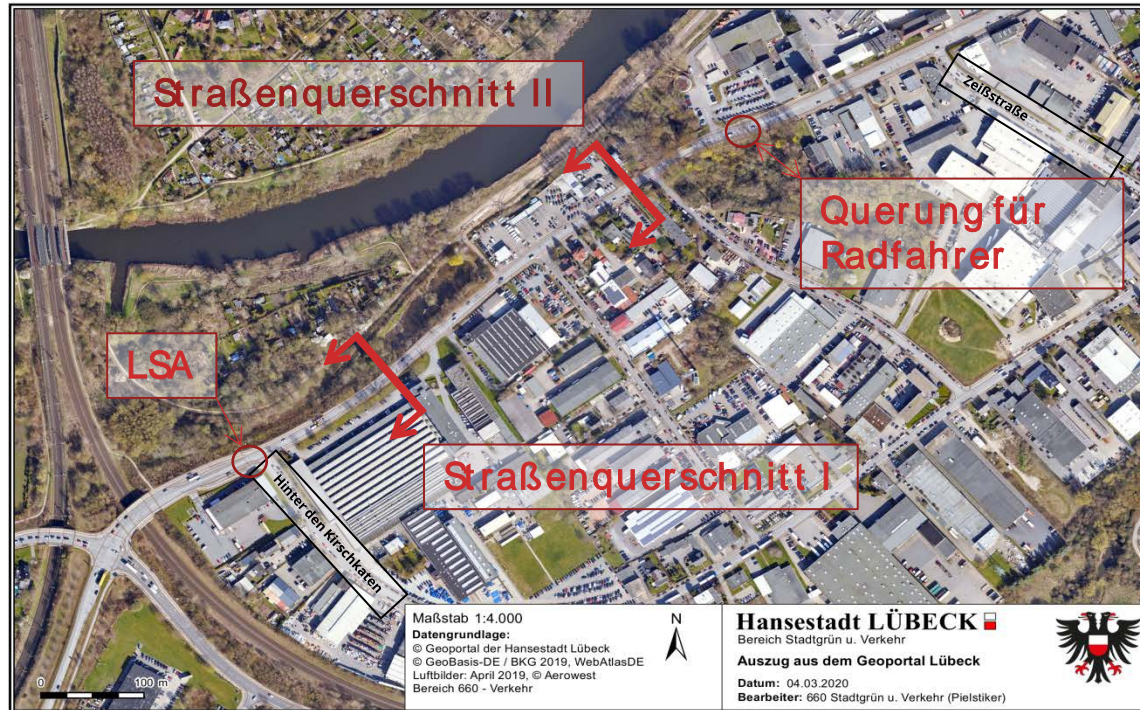 Straßenquerschnitt II
Zeißstraße
Querung für
Radfahrer
LSA
Straßenquerschnitt I
Hinter den Kirschkaten
0 100 m
Maßstab 1:4.000
Datengrundlage:
© Geoportal der Hansestadt Lübeck
© GeoBasis-DE / BKG 2019, WebAtlasDE
Luftbilder: April 2019, © Aerowest
Bereich 660 - Verkehr
N
Hansestadt LÜBECK
Bereich Stadtgrün u. Verkehr
Auszug aus dem Geoportal Lübeck
Datum: 04.03.2020
Bearbeiter: 660 Stadtgrün u. Verkehr (Pielstiker)